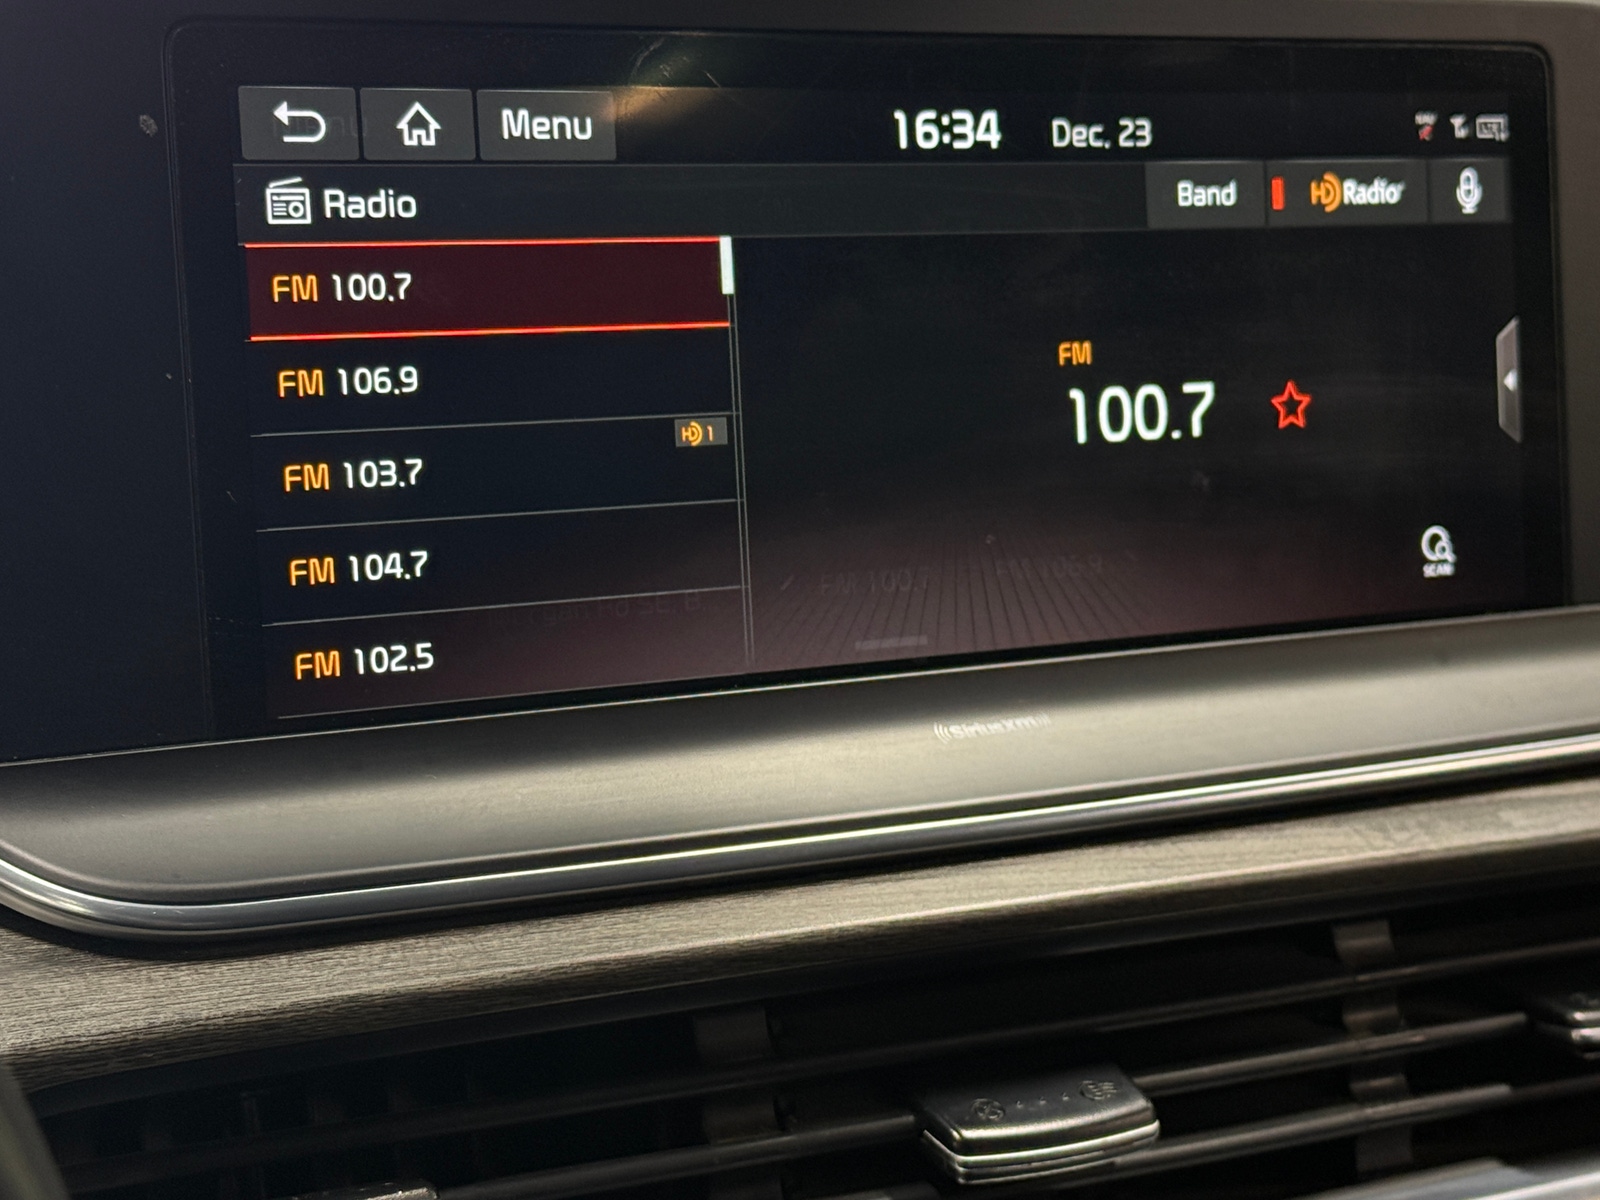 Menu
16:34
Dec. 23
Radio
Band
HD Radio
FM 100.7
FM 106.9
HD 1
FM 103.7
FM 104.7
FM 102.5
FM
100.7
SCAN
SiriusXM